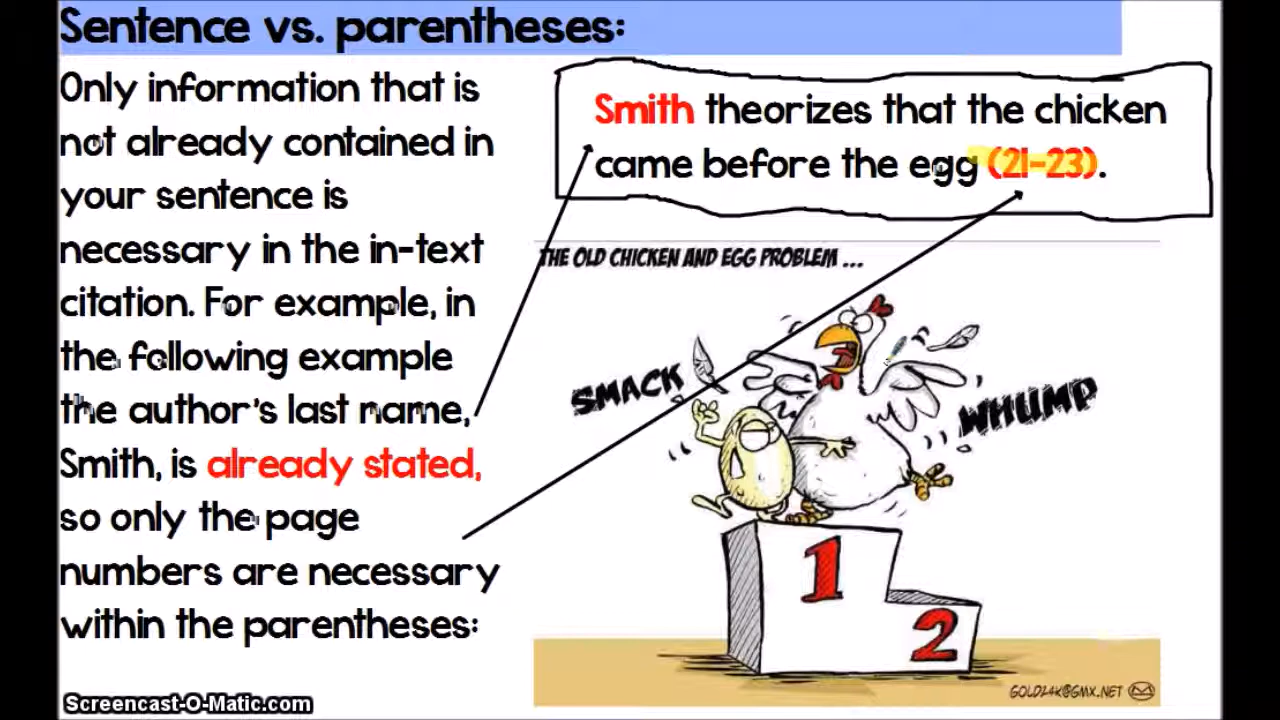 Sentence vs. parentheses:
Only information that is
not already contained in
your sentence is
necessary in the in-text
citation. For example, in
the following example
the author's last name,
Smith, is already stated,
so only the page
numbers are necessary
within the parentheses:
Smith theorizes that the chicken
came before the egg (21-23).
THE OLD CHICKEN AND EGG PROBLEM ...
SMACK
WHUMP
1
2
GOLDZ4K@GMX.NET
Screencast-O-Matic.com